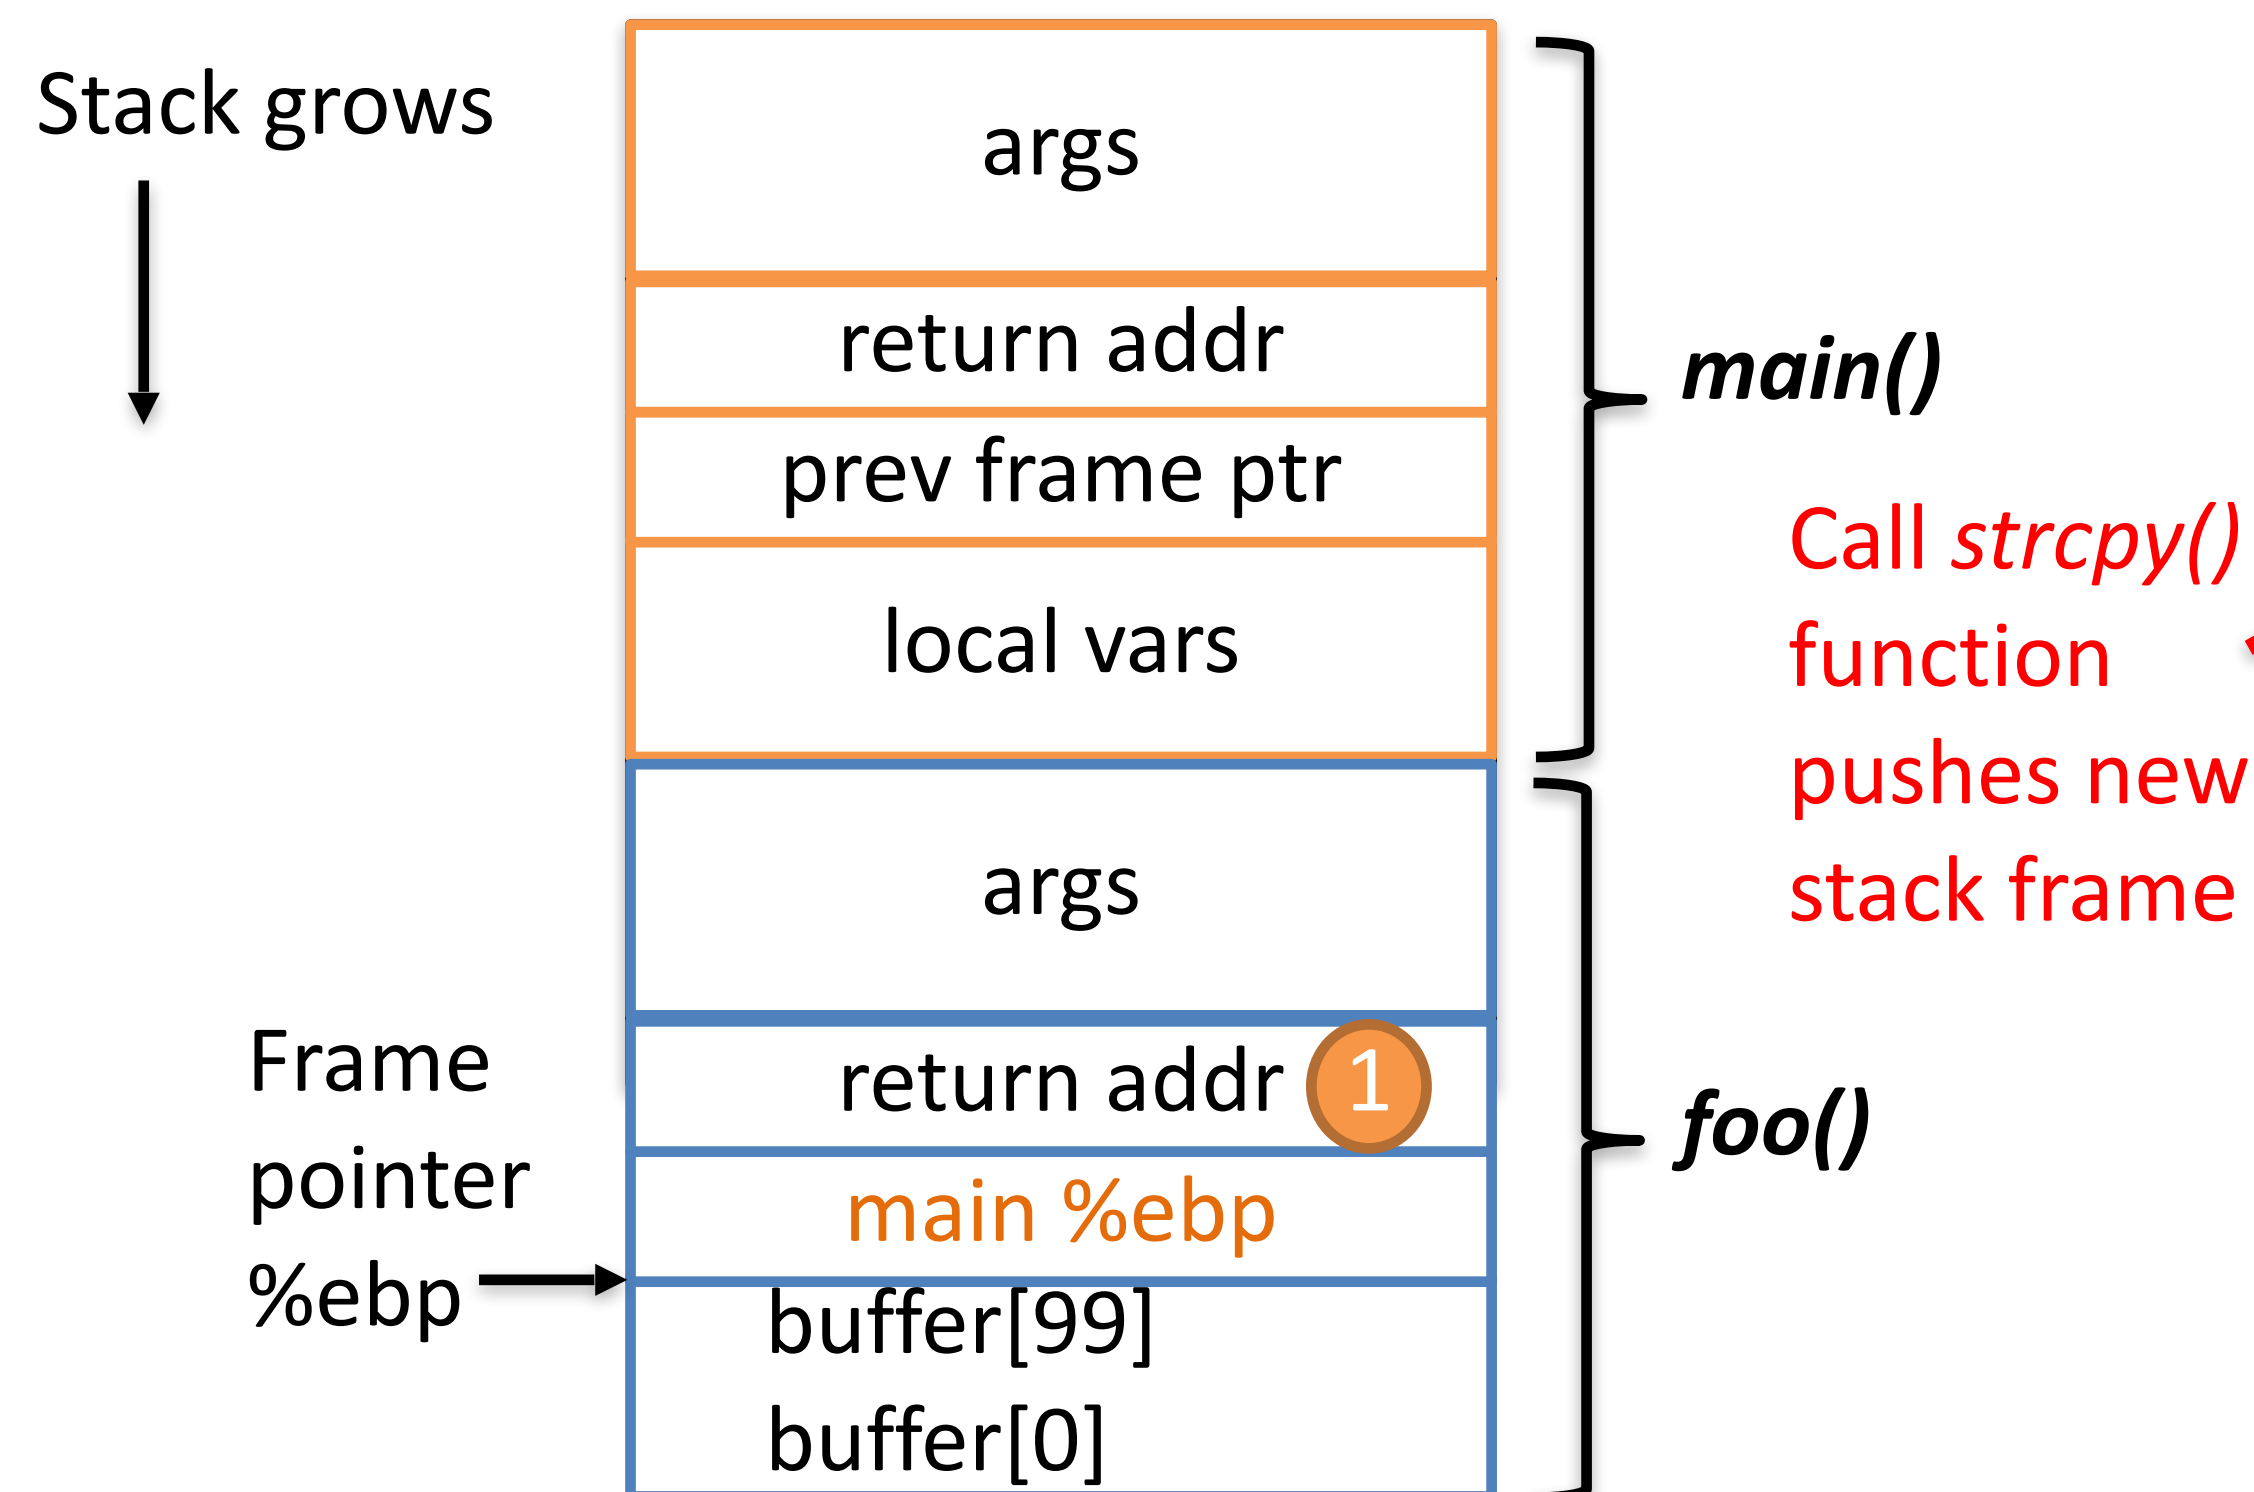 Stack grows
args
return addr
prev frame ptr
local vars
main()
Call strcpy()
function
pushes new
stack frame
args
return addr 1
main %ebp
buffer[99]
buffer[0]
Frame
pointer
%ebp
foo()